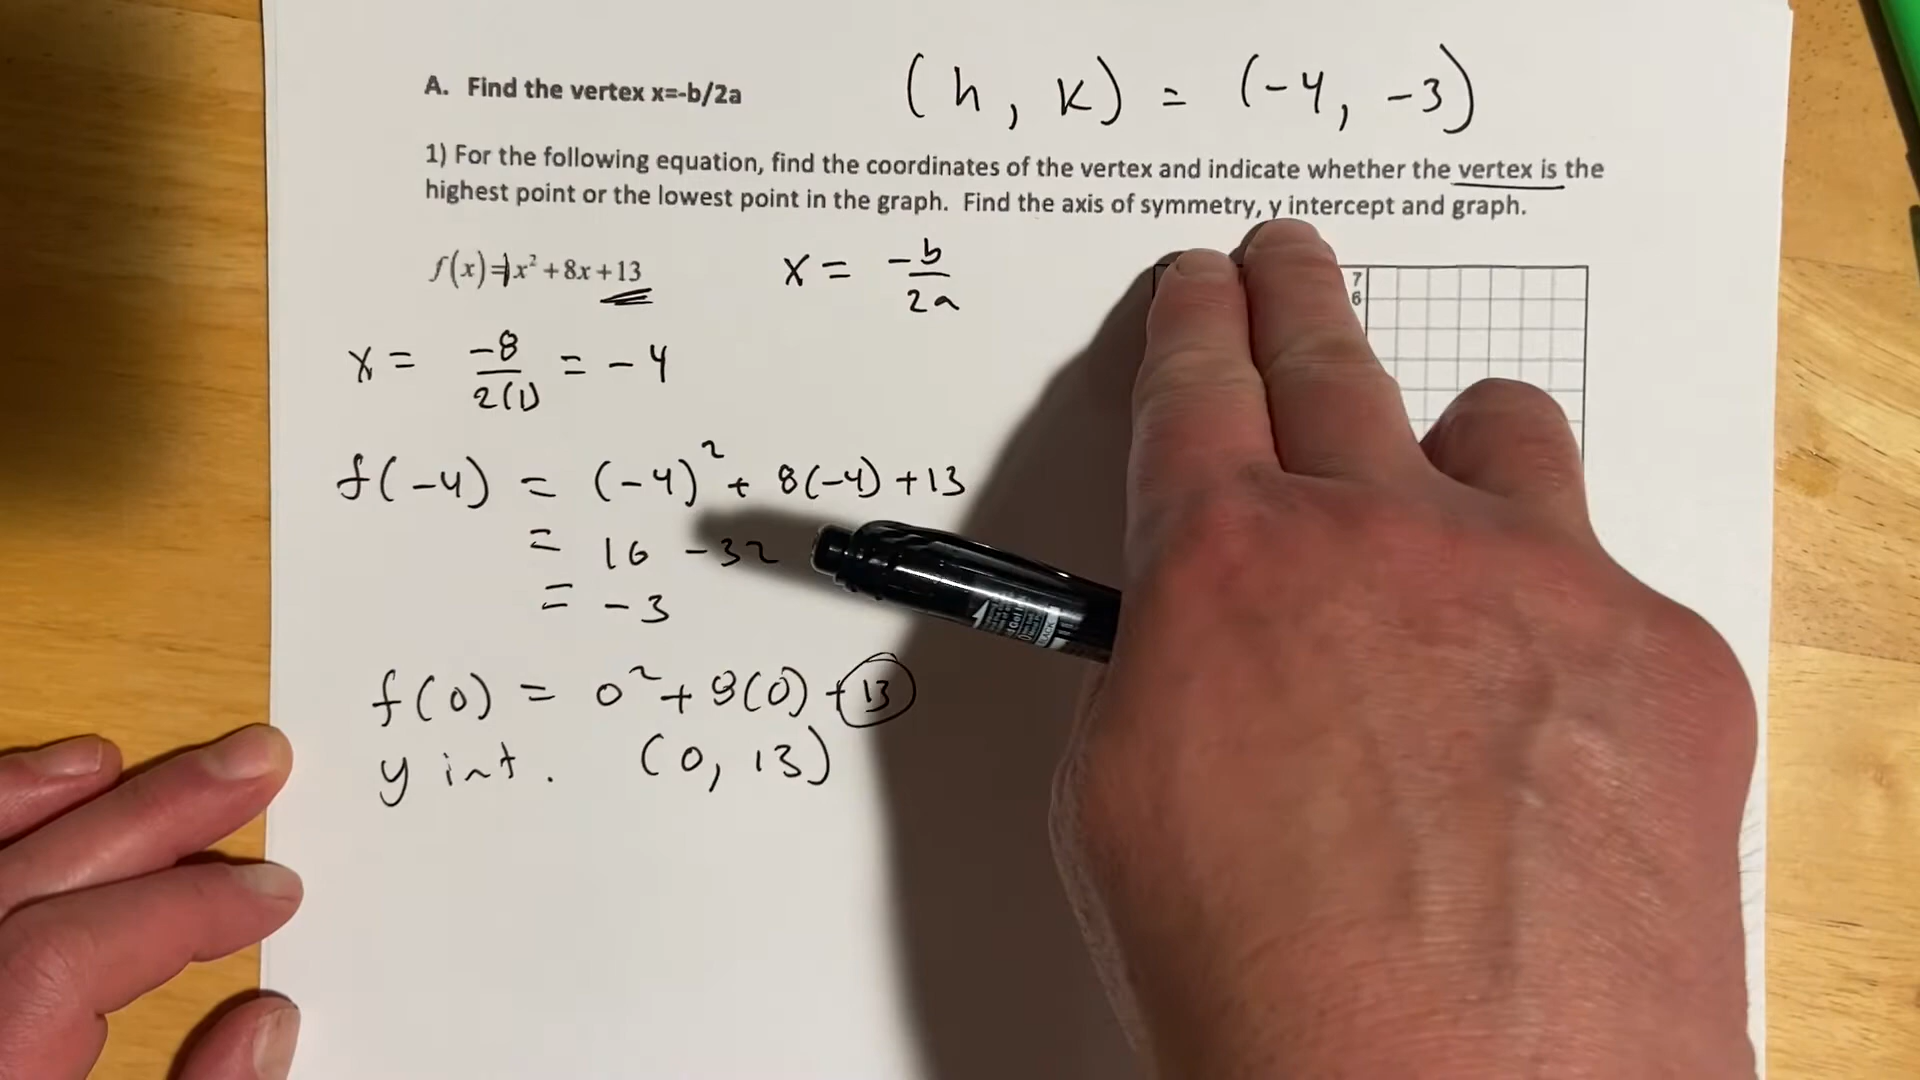 A. Find the vertex x=-b/2a
(h, k) = (-4, -3)
1) For the following equation, find the coordinates of the vertex and indicate whether the vertex is the
highest point or the lowest point in the graph. Find the axis of symmetry, y intercept and graph.
f(x)=1x² + 8x + 13
x = -b/2a
7
6
x = -8/2(1) = -4
f(-4) = (-4)² + 8(-4) + 13
= 16 - 32
= -3
f(0) = 0² + 8(0) + 13
y int. (0, 13)